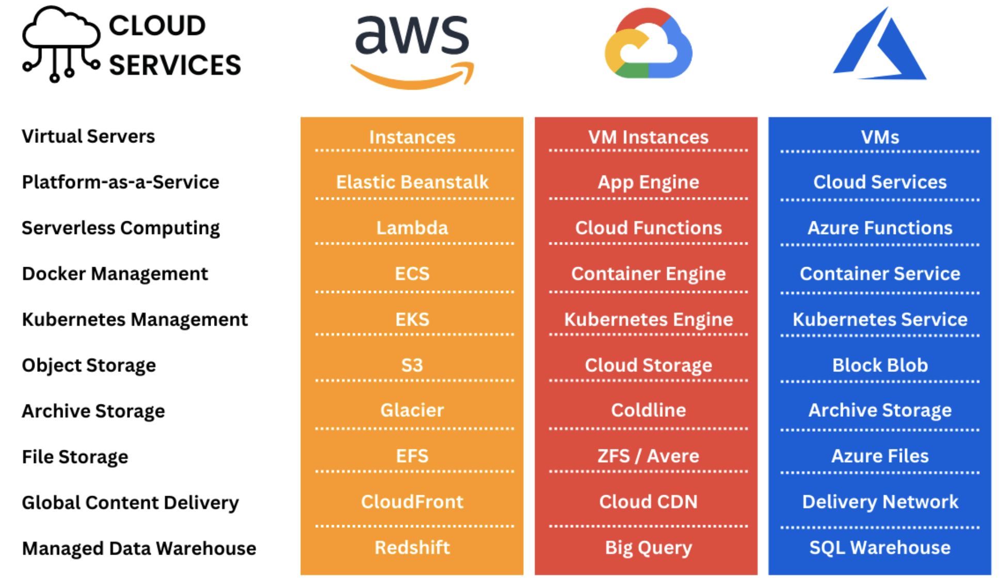 CLOUD
SERVICES
aws
Virtual Servers Instances VM Instances VMs
Platform-as-a-Service Elastic Beanstalk App Engine Cloud Services
Serverless Computing Lambda Cloud Functions Azure Functions
Docker Management ECS Container Engine Container Service
Kubernetes Management EKS Kubernetes Engine Kubernetes Service
Object Storage S3 Cloud Storage Block Blob
Archive Storage Glacier Coldline Archive Storage
File Storage EFS ZFS / Avere Azure Files
Global Content Delivery CloudFront Cloud CDN Delivery Network
Managed Data Warehouse Redshift Big Query SQL Warehouse